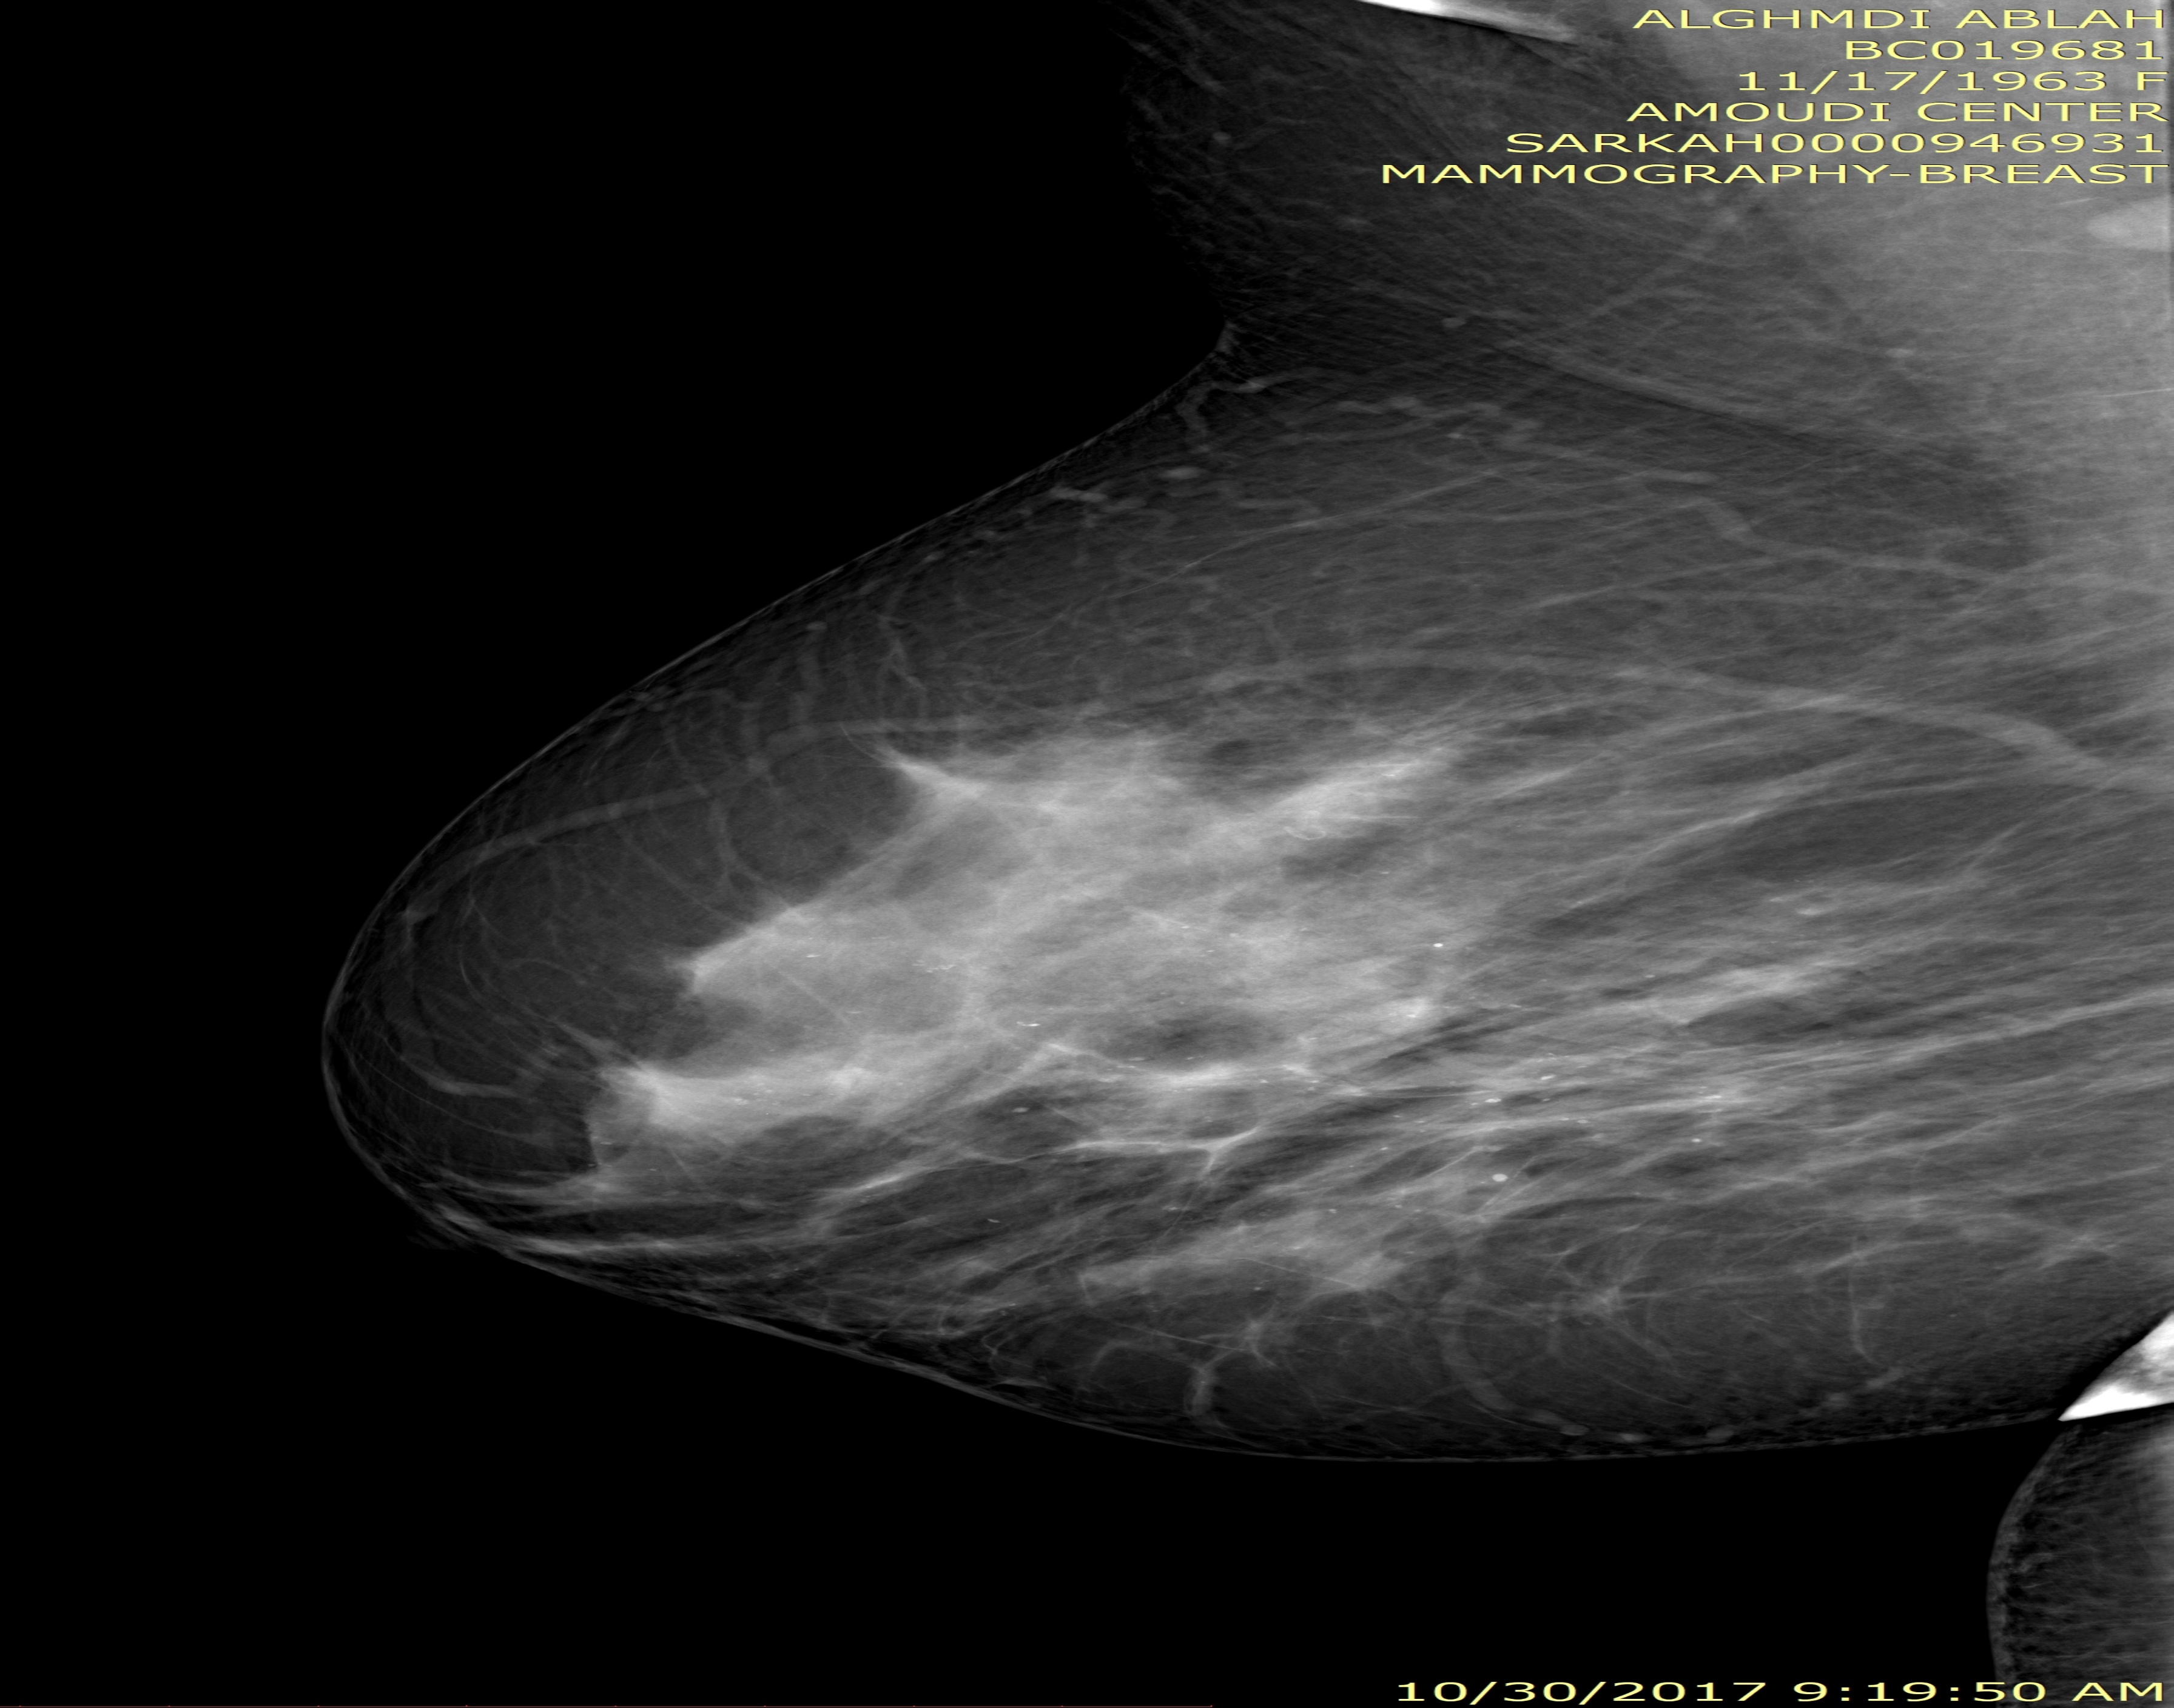 ALGHMDI ABLAH
BC019681
11/17/1963 F
AMOUDI CENTER
SARKAH0000946931
MAMMOGRAPHY-BREAST
10/30/2017 9:19:50 AM